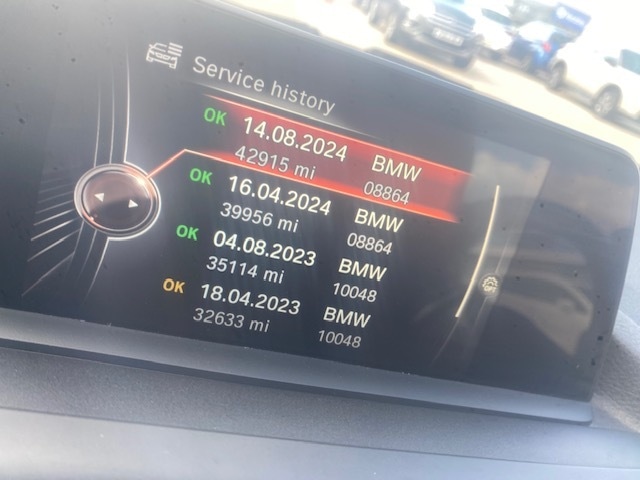 Service history
OK 14.08.2024 BMW
42915 mi 08864
OK 16.04.2024 BMW
39956 mi 08864
OK 04.08.2023 BMW
35114 mi 10048
OK 18.04.2023 BMW
32633 mi 10048